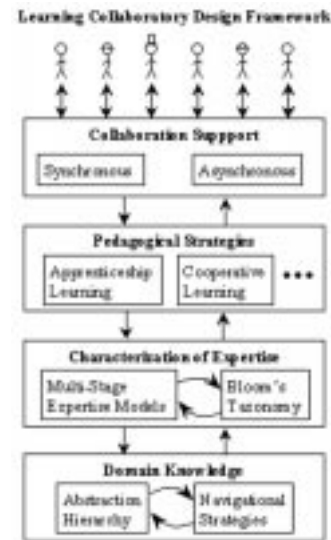 Learning Collaboratory Design Framework
Collaboration Suppport
Synchronous
Asynchronous
Pedagogical Strategies
Apprenticeship
Learning
Cooperative
Learning
•••
Characterization of Expertise
Multi-Stage
Expertise Models
Bloom's
Taxonomy
Domain Knowledge
Abstraction
Hierarchy
Navigational
Strategies